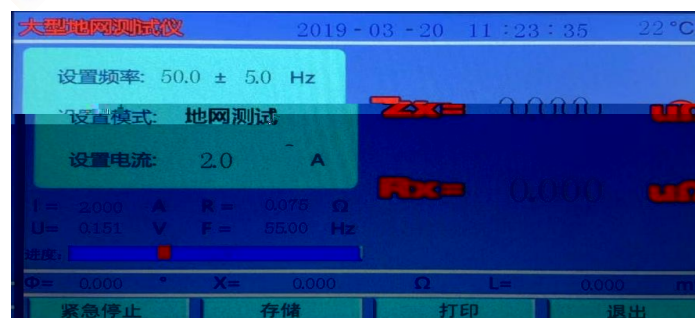 大型地网测试仪 2019-03-20 11:23:35 22℃
设置频率: 50.0 ± 5.0 Hz
设置模式: 地网测试
设置电流: 2.0 A
Zx= 0.000
Rx= 0.000
I= 2.000 A R= 0.075 Ω
U= 0.151 V F= 55.00 Hz
进度:
Φ= 0.000 ° X= 0.000 Ω L= 0.000 m
紧急停止 存储 打印 退出